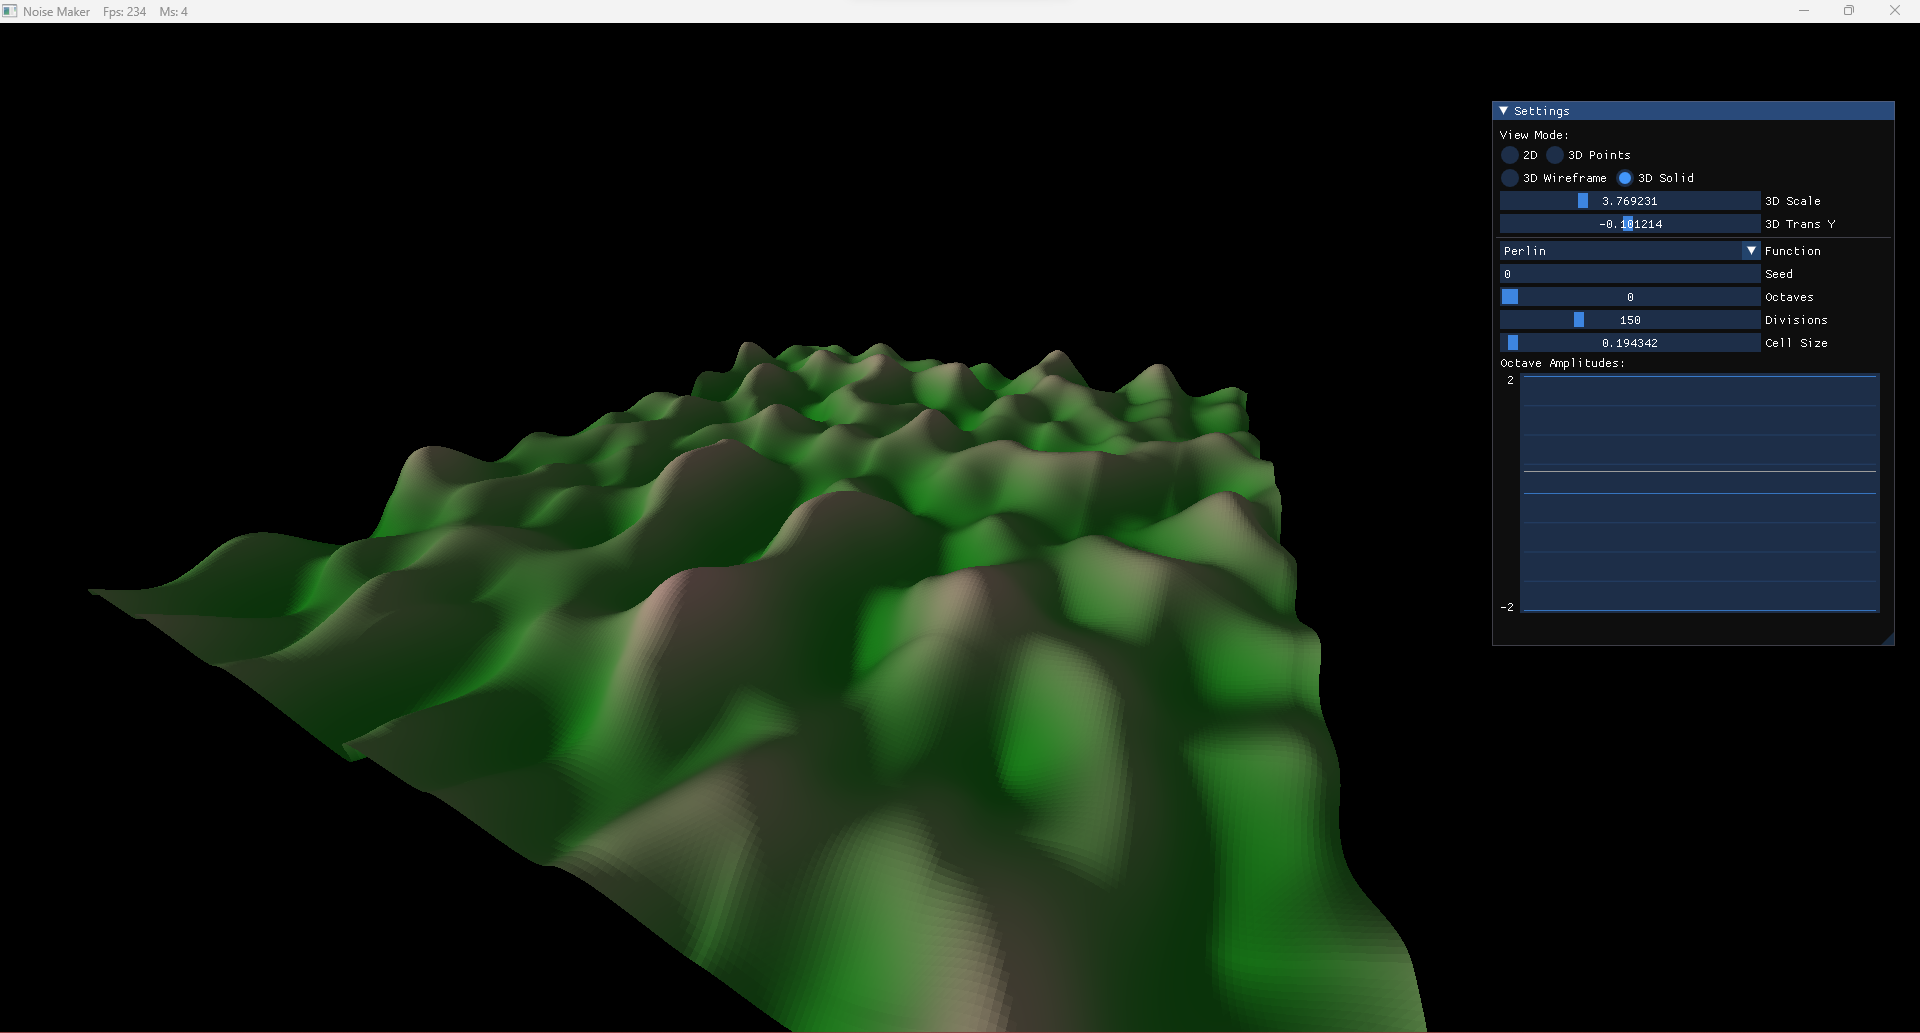 Noise Maker Fps: 234 Ms: 4
Settings
View Mode:
2D 3D Points
3D Wireframe 3D Solid
3.769231 3D Scale
-0.101214 3D Trans Y
Perlin Function
0 Seed
0 Octaves
150 Divisions
0.194342 Cell Size
Octave Amplitudes:
2
-2